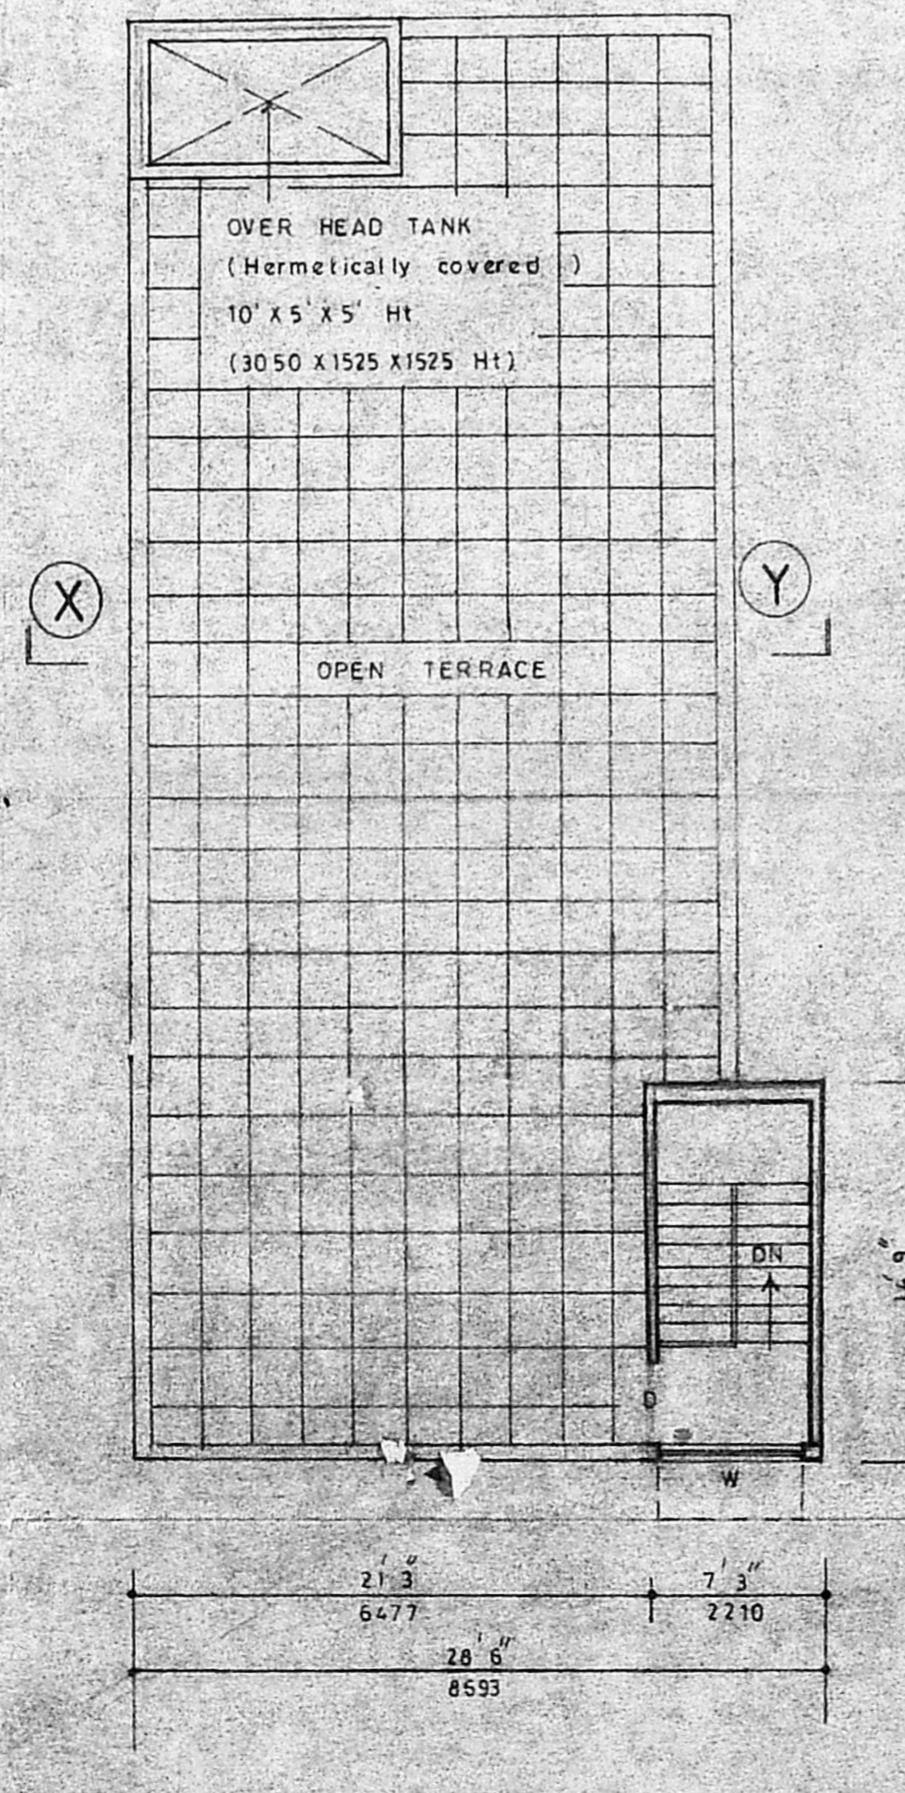 OVER HEAD TANK
(Hermetically covered )
10' X 5' X 5' Ht
(3050 X 1525 X 1525 Ht)
X
Y
OPEN TERRACE
DN
D
W
21' 3"
6477
7' 3"
2210
28' 6"
8593